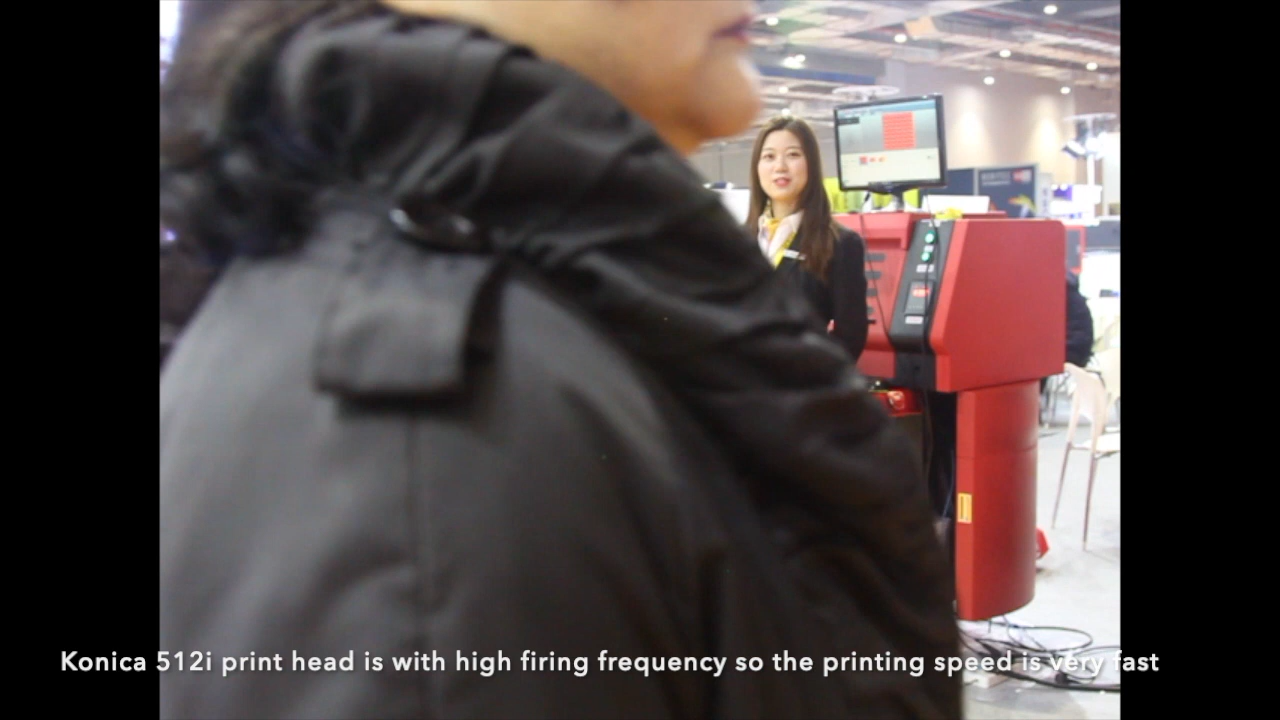 Konica 512i print head is with high firing frequency so the printing speed is very fast